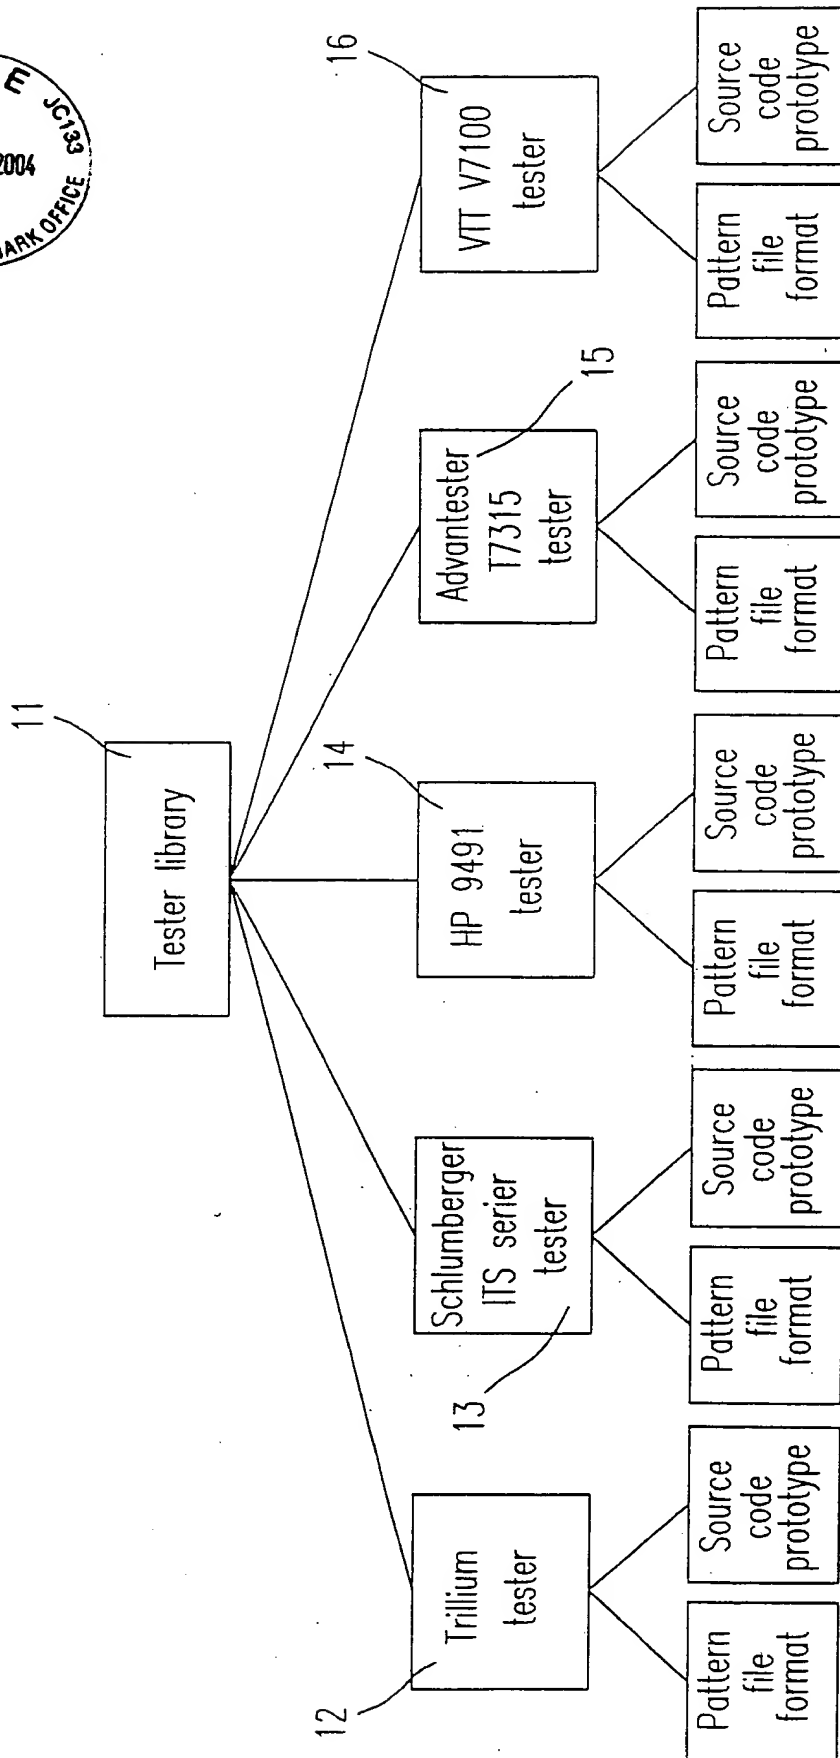 E JC133
2004
MARK OFFICE
11
Tester library
12
Trillium
tester
13
Schlumberger
ITS serier
tester
14
HP 9491
tester
15
Advantester
T7315
tester
16
VTT V7100
tester
Pattern
file
format
Source
code
prototype
Pattern
file
format
Source
code
prototype
Pattern
file
format
Source
code
prototype
Pattern
file
format
Source
code
prototype
Pattern
file
format
Source
code
prototype